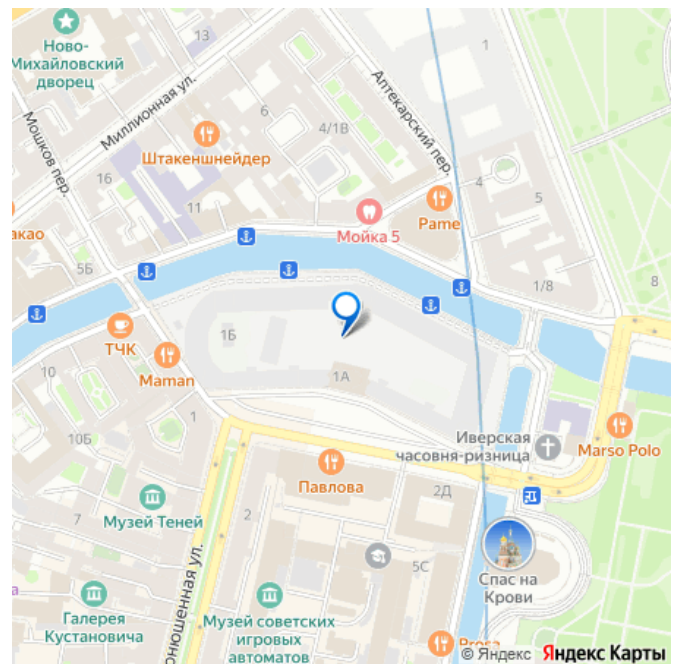 13
1
Ново-
Михайловский
дворец
Миллионная ул.
Аптекарский пер.
6
4/1В
Мошков пер.
Штакеншнейдер
16
4
5
11
Мойка 5
Pame
акао
5Б
1/8
8
ТЧК
1Б
Maman
1А
10
1
Иверская
часовня-ризница
Marso Polo
10Б
Павлова
2Д
Музей Теней
2
7
5С
Спас на
Крови
нюшенная ул.
а
Галерея
Кустановича
Музей советских
игровых
автоматов
© Яндекс Яндекс Карты